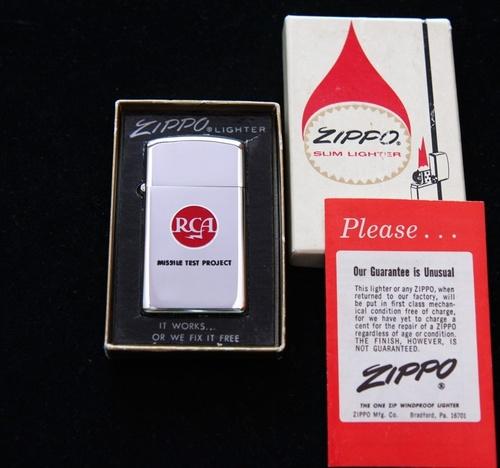 ZIPPO® LIGHTER
RCA
MISSILE TEST PROJECT
IT WORKS...
OR WE FIX IT FREE
ZIPPO®
SLIM LIGHTER
Please...
Our Guarantee is Unusual
This lighter or any ZIPPO, when
returned to our factory, will
be put in first class mechan-
ical condition free of charge,
for we have yet to charge a
cent for the repair of a ZIPPO
regardless of age or condition.
THE FINISH, HOWEVER, IS
NOT GUARANTEED.
ZIPPO®
THE ONE ZIP WINDPROOF LIGHTER
ZIPPO Mfg. Co. Bradford, Pa. 16701